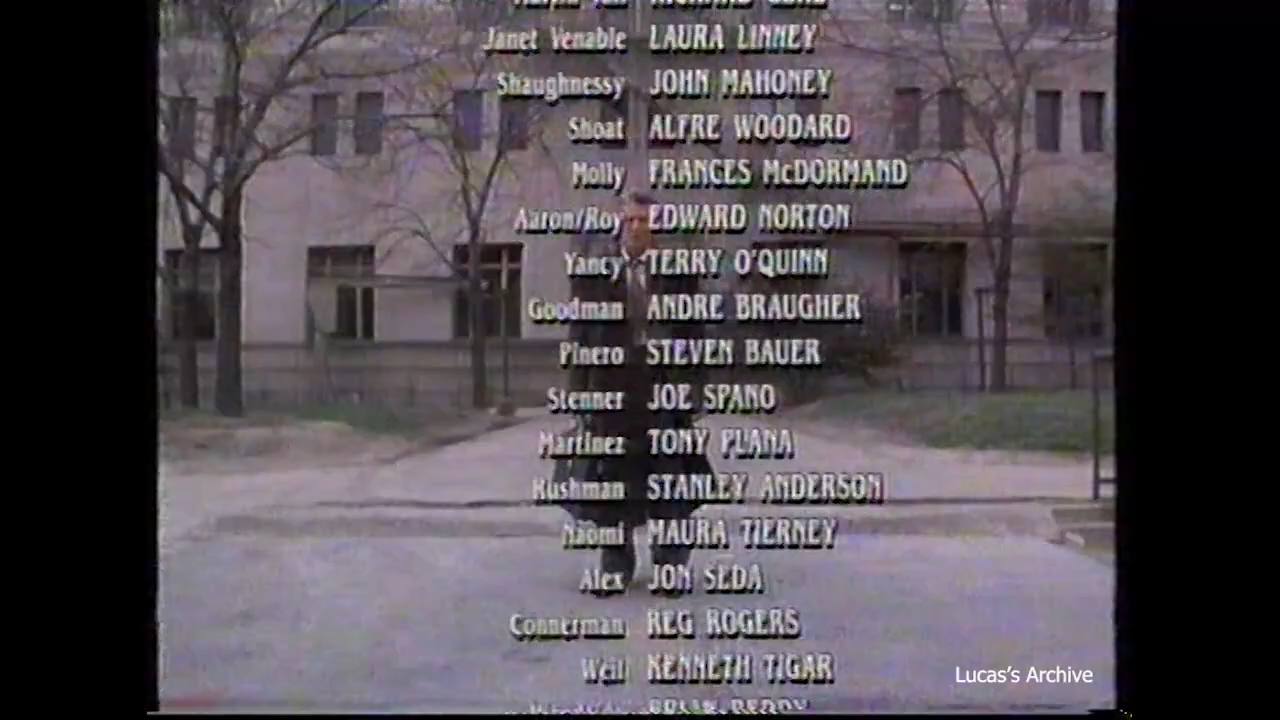 Janet Venable LAURA LINNEY
Shaughnessy JOHN MAHONEY
Shoat ALFRE WOODARD
Molly FRANCES McDORMAND
Aaron/Roy EDWARD NORTON
Yancy TERRY O'QUINN
Goodman ANDRE BRAUGHER
Pinero STEVEN BAUER
Stenner JOE SPANO
Martinez TONY PLANA
Rushman STANLEY ANDERSON
Naomi MAURA TIERNEY
Alex JON SEDA
Connerman REG ROGERS
Weil KENNETH TIGAR
Lucas's Archive